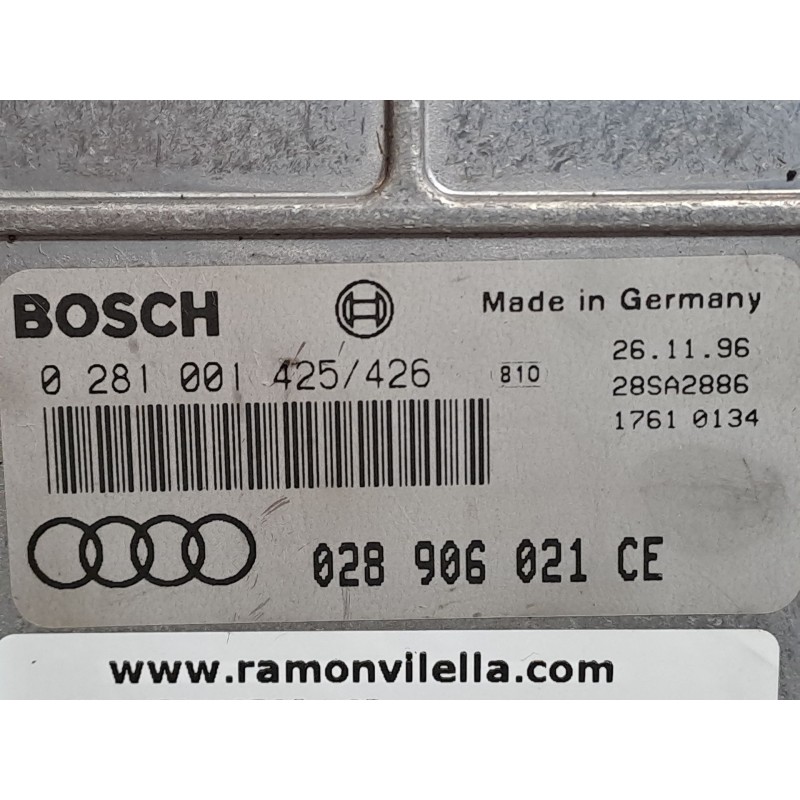 BOSCH
Made in Germany
0 281 001 425/426
810
26.11.96
28SA2886
1761 0134
028 906 021 CE
www.ramonvilella.com